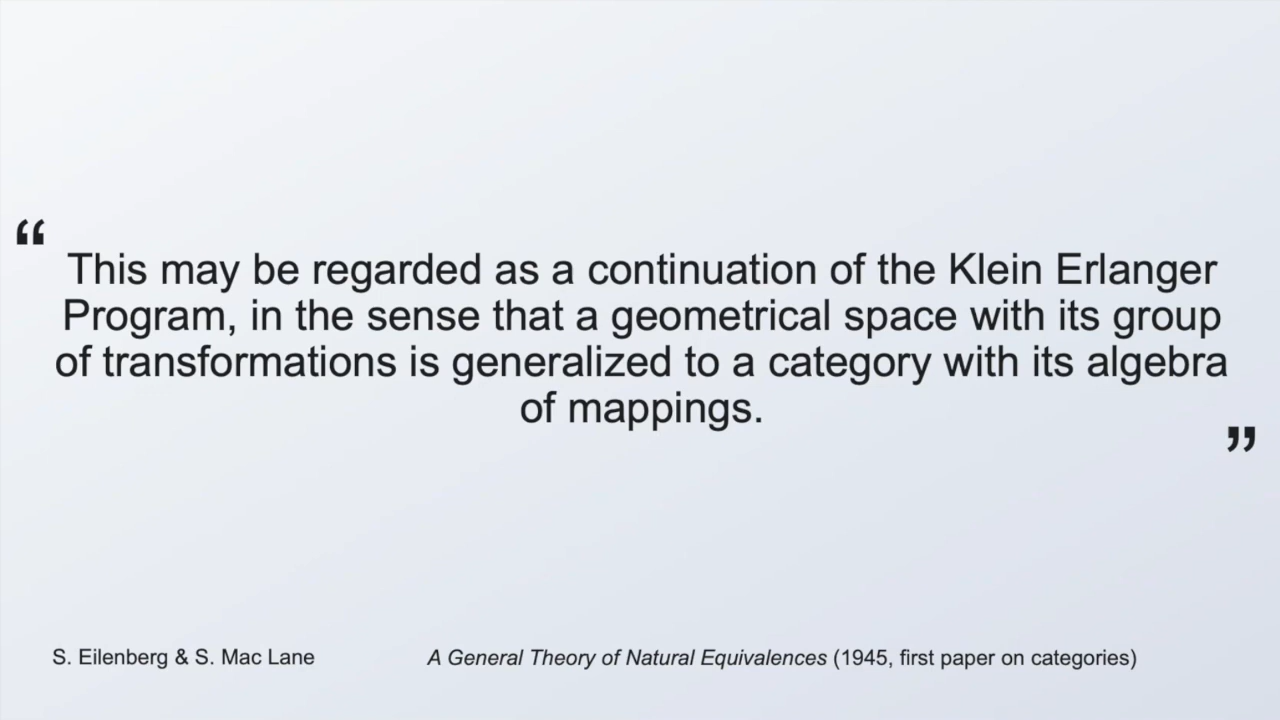 “
This may be regarded as a continuation of the Klein Erlanger
Program, in the sense that a geometrical space with its group
of transformations is generalized to a category with its algebra
of mappings.
”
S. Eilenberg & S. Mac Lane
A General Theory of Natural Equivalences (1945, first paper on categories)